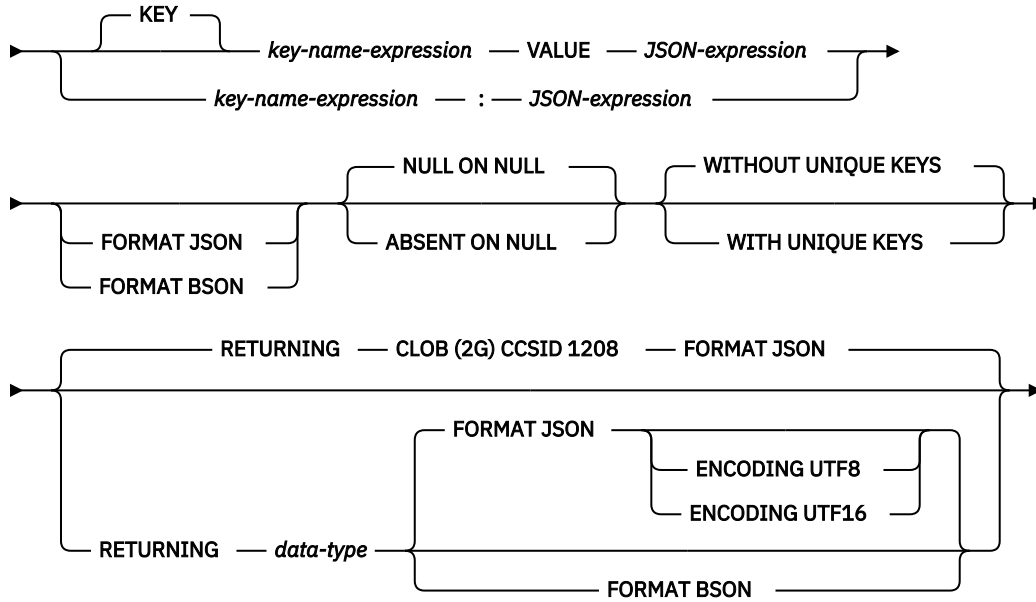 KEY
key-name-expression VALUE JSON-expression
key-name-expression : JSON-expression
NULL ON NULL WITHOUT UNIQUE KEYS
FORMAT JSON ABSENT ON NULL WITH UNIQUE KEYS
FORMAT BSON
RETURNING CLOB (2G) CCSID 1208 FORMAT JSON
FORMAT JSON
ENCODING UTF8
ENCODING UTF16
RETURNING data-type
FORMAT BSON